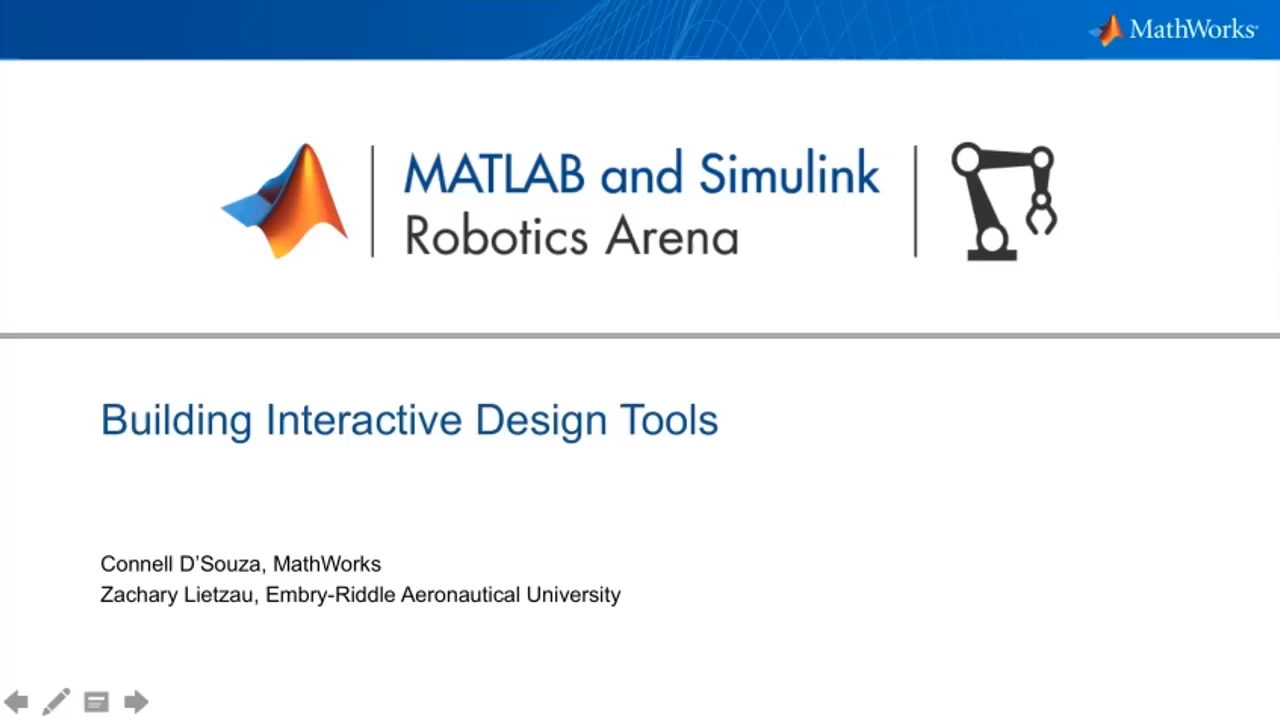 MathWorks
MATLAB and Simulink
Robotics Arena
Building Interactive Design Tools
Connell D'Souza, MathWorks
Zachary Lietzau, Embry-Riddle Aeronautical University